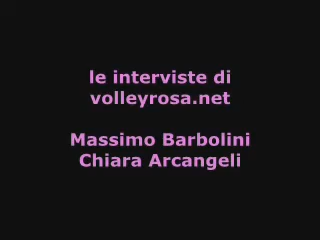 le interviste di
volleyrosa.net
Massimo Barbolini
Chiara Arcangeli